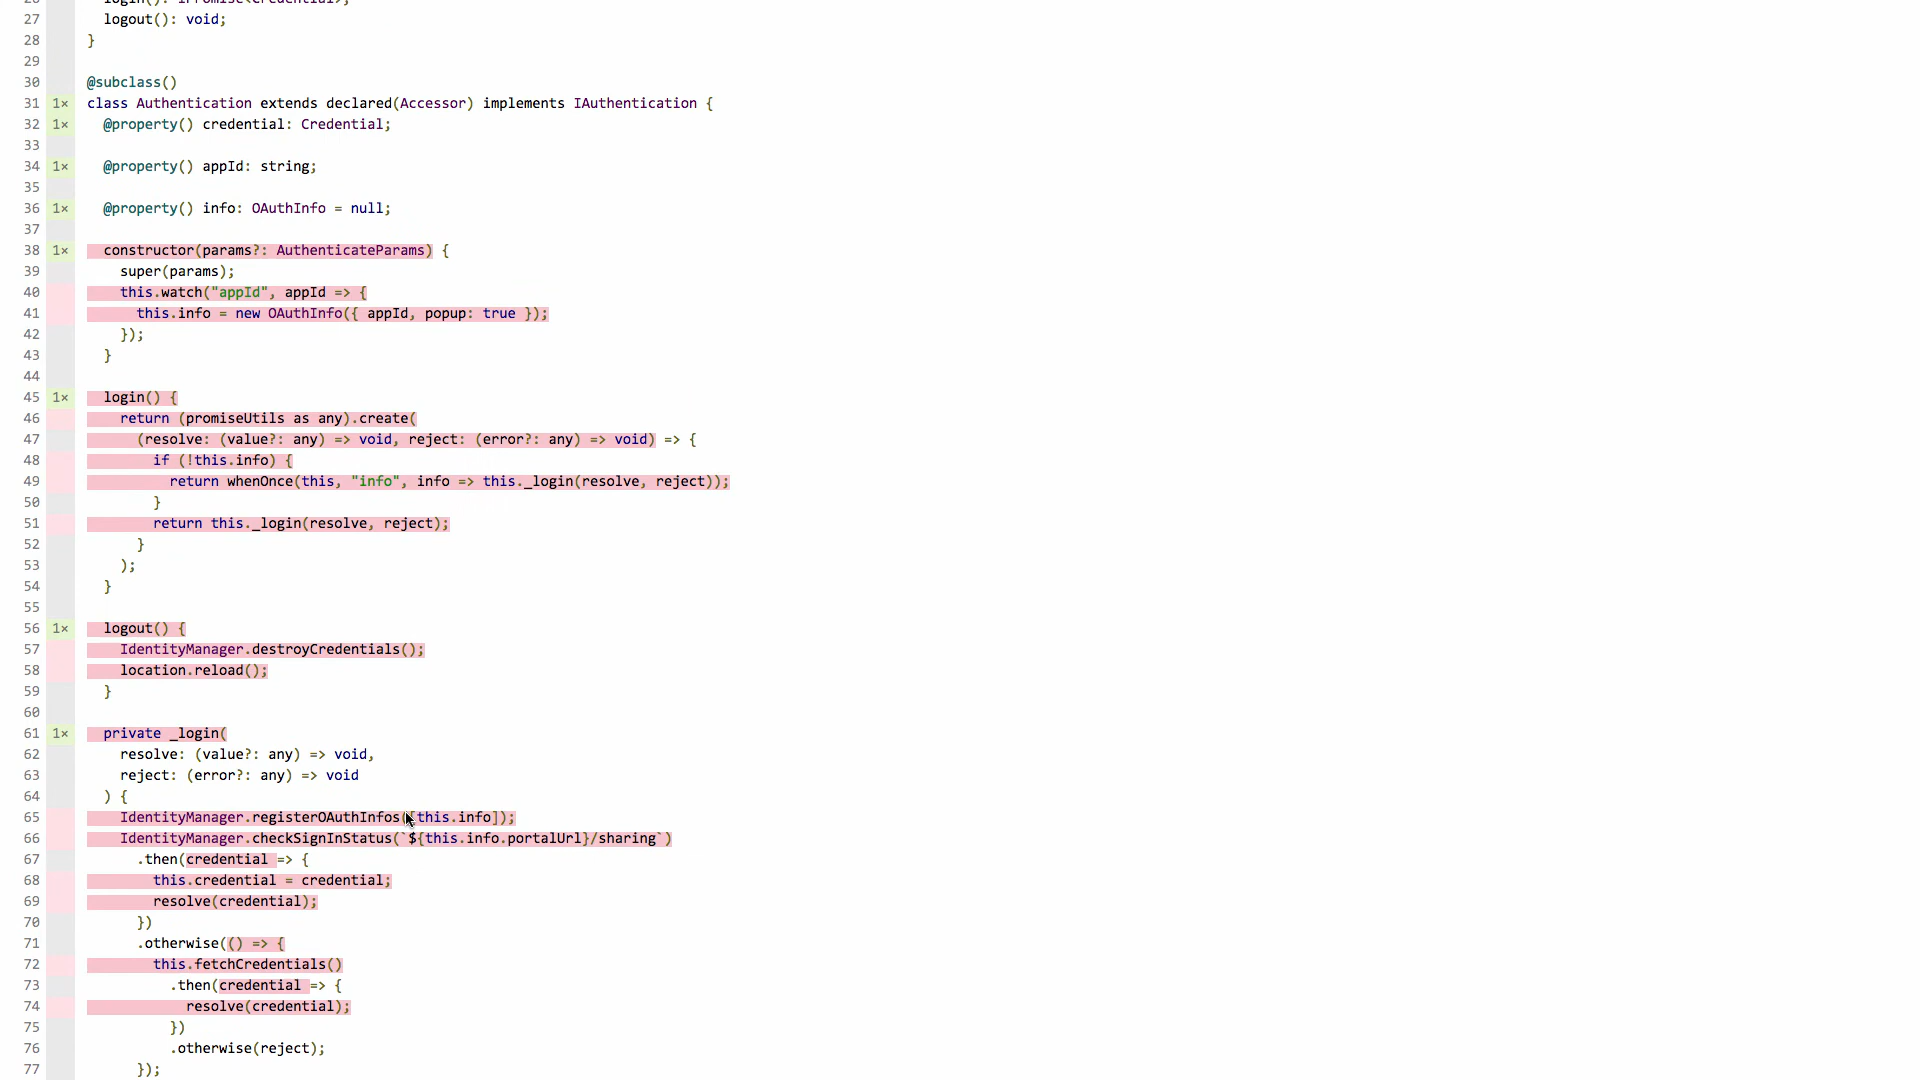 26 login(): IPromise<Credential>;
27 logout(): void;
28 }
29
30 @subclass()
31 1× class Authentication extends declared(Accessor) implements IAuthentication {
32 1× @property() credential: Credential;
33
34 1× @property() appId: string;
35
36 1× @property() info: OAuthInfo = null;
37
38 1× constructor(params?: AuthenticateParams) {
39 super(params);
40 this.watch("appId", appId => {
41 this.info = new OAuthInfo({ appId, popup: true });
42 });
43 }
44
45 1× login() {
46 return (promiseUtils as any).create(
47 (resolve: (value?: any) => void, reject: (error?: any) => void) => {
48 if (!this.info) {
49 return whenOnce(this, "info", info => this._login(resolve, reject));
50 }
51 return this._login(resolve, reject);
52 }
53 );
54 }
55
56 1× logout() {
57 IdentityManager.destroyCredentials();
58 location.reload();
59 }
60
61 1× private _login(
62 resolve: (value?: any) => void,
63 reject: (error?: any) => void
64 ) {
65 IdentityManager.registerOAuthInfos([this.info]);
66 IdentityManager.checkSignInStatus(`${this.info.portalUrl}/sharing`)
67 .then(credential => {
68 this.credential = credential;
69 resolve(credential);
70 })
71 .otherwise(() => {
72 this.fetchCredentials()
73 .then(credential => {
74 resolve(credential);
75 })
76 .otherwise(reject);
77 });